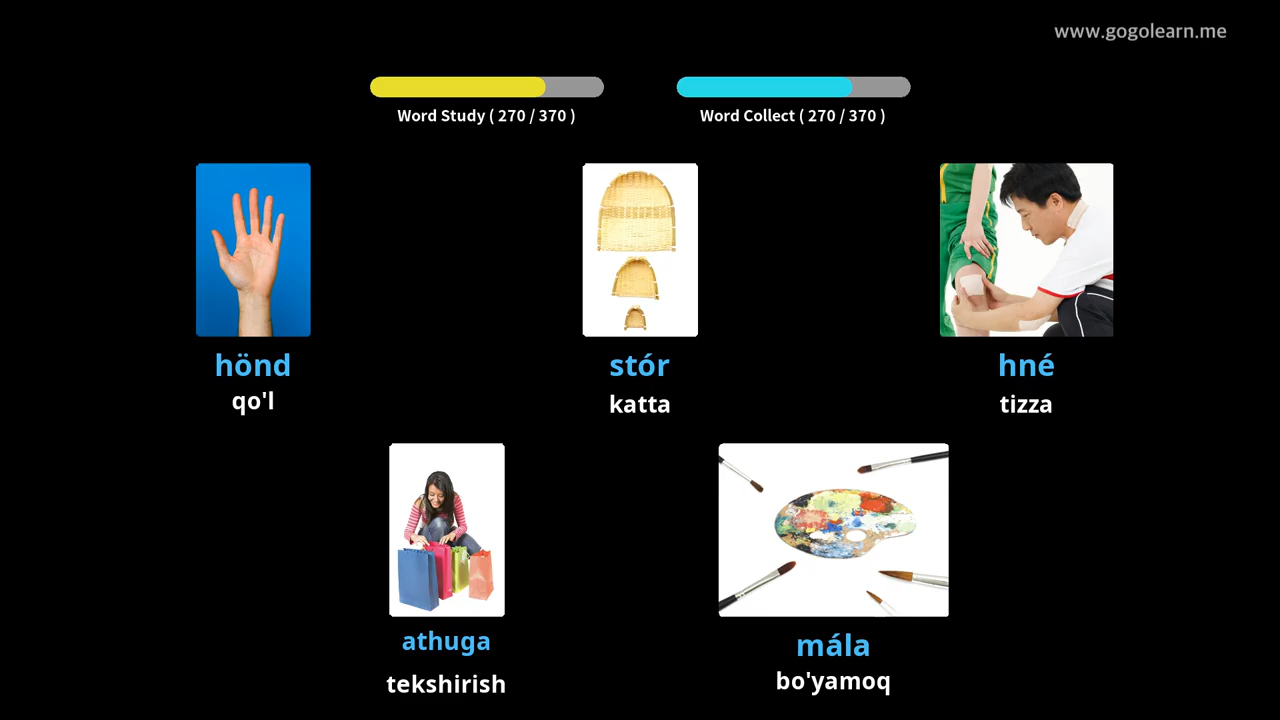 www.gogolearn.me
Word Study ( 270 / 370 )
Word Collect ( 270 / 370 )
hönd
qo'l
stór
katta
hné
tizza
athuga
tekshirish
mála
bo'yamoq